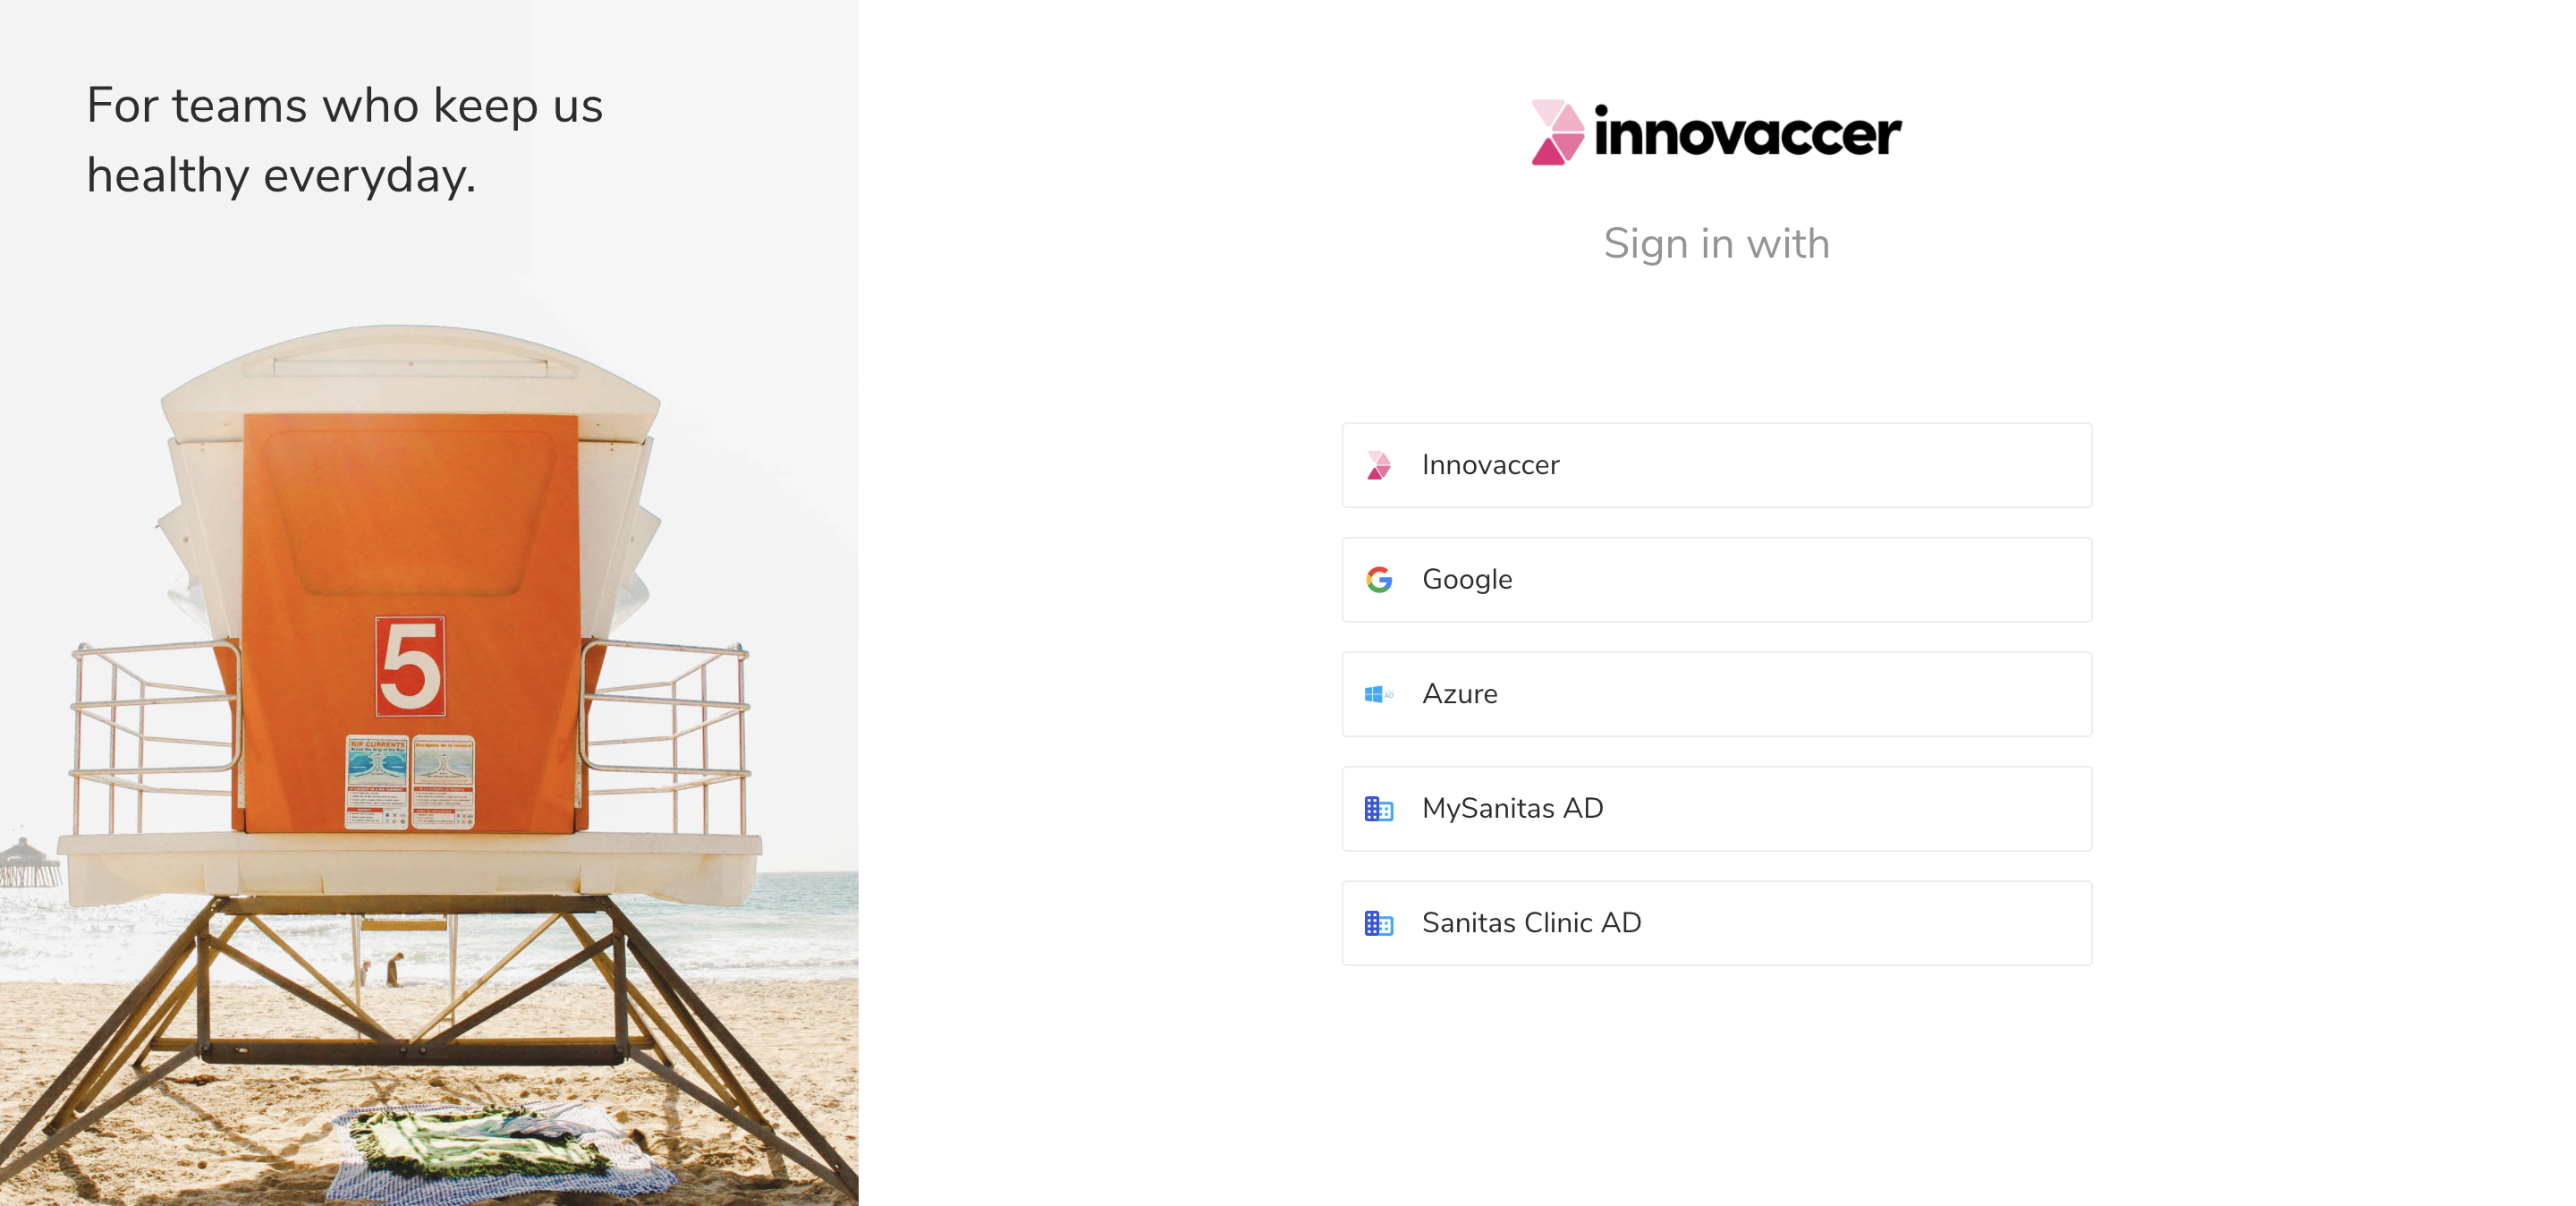 For teams who keep us
healthy everyday.
innovaccer
Sign in with
Innovaccer
Google
AD
Azure
MySanitas AD
Sanitas Clinic AD
5
RIP CURRENTS